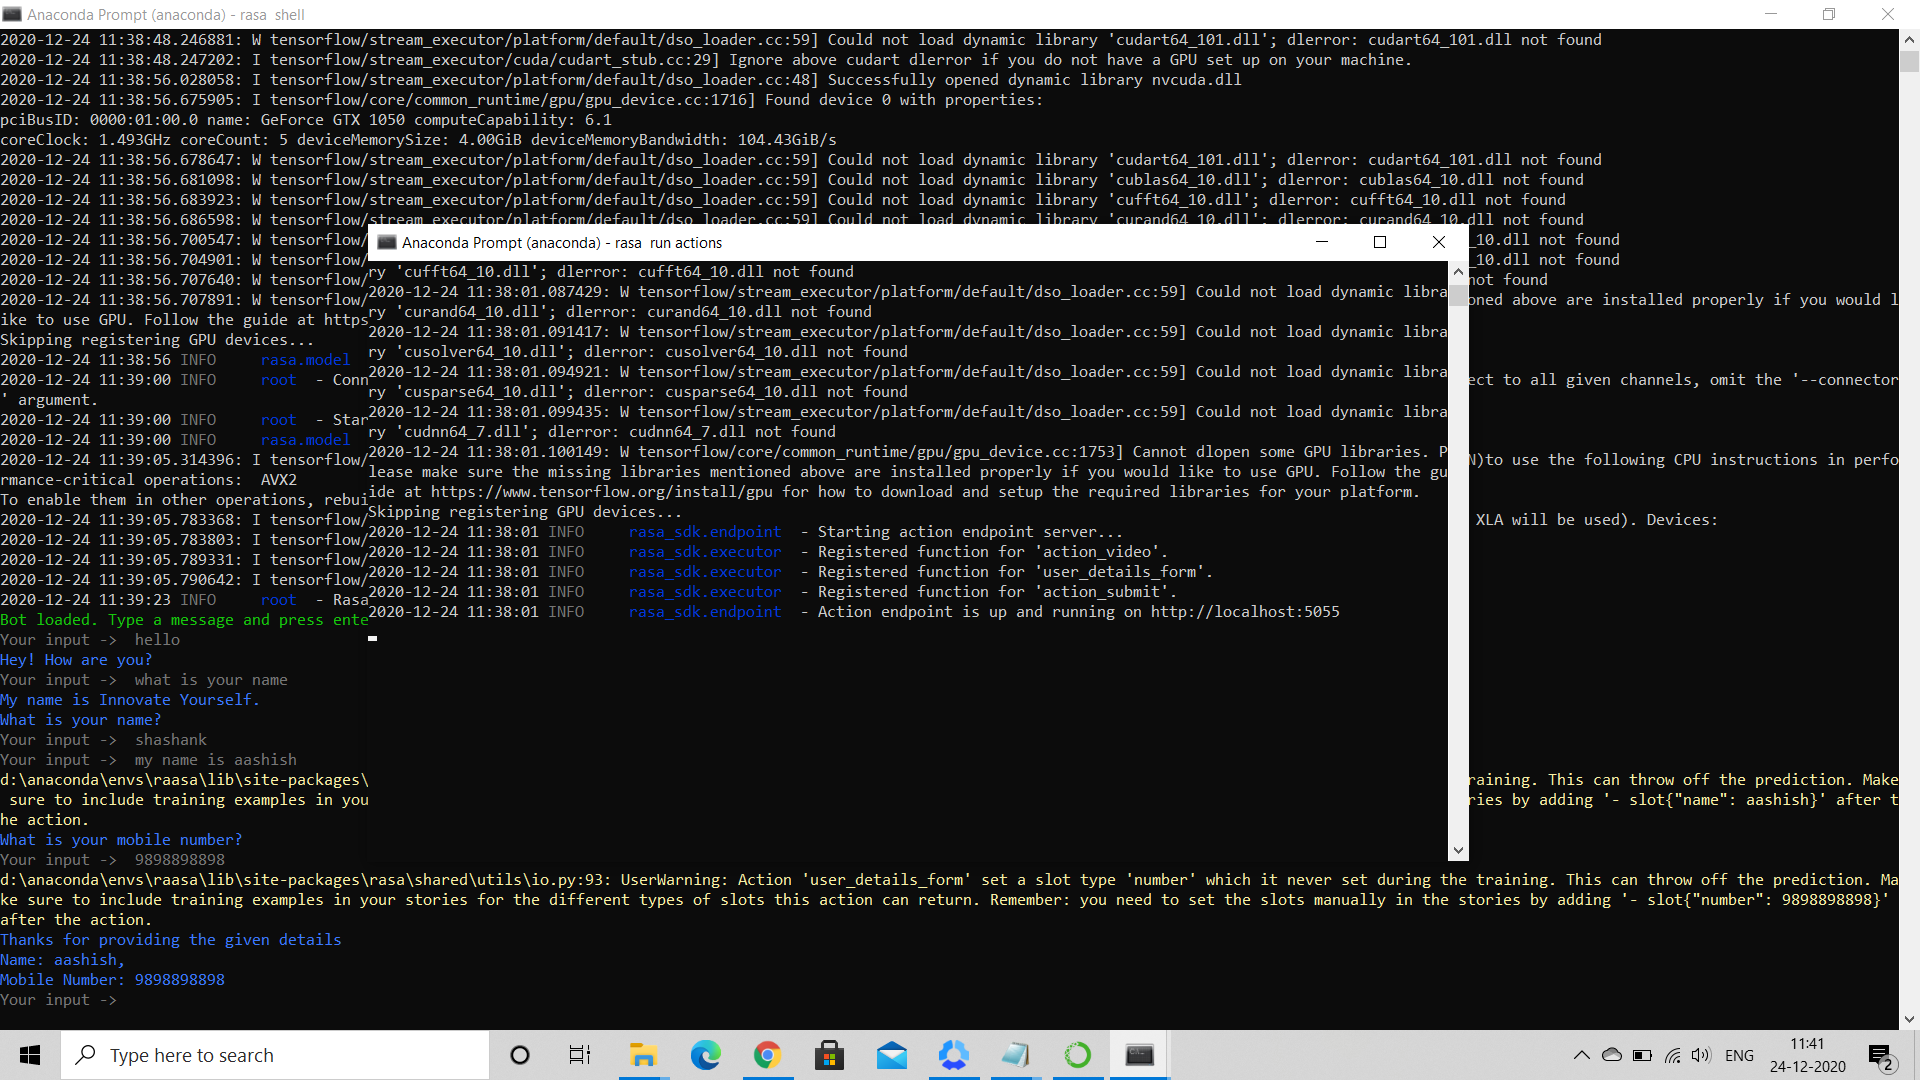 Anaconda Prompt (anaconda) - rasa  shell
2020-12-24 11:38:48.246881: W tensorflow/stream_executor/platform/default/dso_loader.cc:59] Could not load dynamic library 'cudart64_101.dll'; dlerror: cudart64_101.dll not found
2020-12-24 11:38:48.247202: I tensorflow/stream_executor/cuda/cudart_stub.cc:29] Ignore above cudart dlerror if you do not have a GPU set up on your machine.
2020-12-24 11:38:56.028058: I tensorflow/stream_executor/platform/default/dso_loader.cc:48] Successfully opened dynamic library nvcuda.dll
2020-12-24 11:38:56.675905: I tensorflow/core/common_runtime/gpu/gpu_device.cc:1716] Found device 0 with properties:
pciBusID: 0000:01:00.0 name: GeForce GTX 1050 computeCapability: 6.1
coreClock: 1.493GHz coreCount: 5 deviceMemorySize: 4.00GiB deviceMemoryBandwidth: 104.43GiB/s
2020-12-24 11:38:56.678647: W tensorflow/stream_executor/platform/default/dso_loader.cc:59] Could not load dynamic library 'cudart64_101.dll'; dlerror: cudart64_101.dll not found
2020-12-24 11:38:56.681098: W tensorflow/stream_executor/platform/default/dso_loader.cc:59] Could not load dynamic library 'cublas64_10.dll'; dlerror: cublas64_10.dll not found
2020-12-24 11:38:56.683923: W tensorflow/stream_executor/platform/default/dso_loader.cc:59] Could not load dynamic library 'cufft64_10.dll'; dlerror: cufft64_10.dll not found
2020-12-24 11:38:56.686598: W tensorflow/stream_executor/platform/default/dso_loader.cc:59] Could not load dynamic library 'curand64_10.dll'; dlerror: curand64_10.dll not found
2020-12-24 11:38:56.700547: W tensorflow/ _10.dll not found
2020-12-24 11:38:56.704901: W tensorflow/ _10.dll not found
2020-12-24 11:38:56.707640: W tensorflow/ not found
2020-12-24 11:38:56.707891: W tensorflow/ oned above are installed properly if you would l
ike to use GPU. Follow the guide at https
Skipping registering GPU devices...
2020-12-24 11:38:56 INFO     rasa.model
2020-12-24 11:39:00 INFO     root  - Conn ect to all given channels, omit the '--connector
' argument.
2020-12-24 11:39:00 INFO     root  - Star
2020-12-24 11:39:00 INFO     rasa.model
2020-12-24 11:39:05.314396: I tensorflow/ N)to use the following CPU instructions in perfo
rmance-critical operations:  AVX2
To enable them in other operations, rebui
2020-12-24 11:39:05.783368: I tensorflow/ XLA will be used). Devices:
2020-12-24 11:39:05.783803: I tensorflow/
2020-12-24 11:39:05.789331: I tensorflow/
2020-12-24 11:39:05.790642: I tensorflow/
2020-12-24 11:39:23 INFO     root  - Rasa
Bot loaded. Type a message and press ente
Your input ->  hello
Hey! How are you?
Your input ->  what is your name
My name is Innovate Yourself.
What is your name?
Your input ->  shashank
Your input ->  my name is aashish
d:\anaconda\envs\raasa\lib\site-packages\ raining. This can throw off the prediction. Make
 sure to include training examples in you ries by adding '- slot{"name": aashish}' after t
he action.
What is your mobile number?
Your input ->  9898898898
d:\anaconda\envs\raasa\lib\site-packages\rasa\shared\utils\io.py:93: UserWarning: Action 'user_details_form' set a slot type 'number' which it never set during the training. This can throw off the prediction. Ma
ke sure to include training examples in your stories for the different types of slots this action can return. Remember: you need to set the slots manually in the stories by adding '- slot{"number": 9898898898}'
after the action.
Thanks for providing the given details
Name: aashish,
Mobile Number: 9898898898
Your input ->
Anaconda Prompt (anaconda) - rasa  run actions
ry 'cufft64_10.dll'; dlerror: cufft64_10.dll not found
2020-12-24 11:38:01.087429: W tensorflow/stream_executor/platform/default/dso_loader.cc:59] Could not load dynamic libra
ry 'curand64_10.dll'; dlerror: curand64_10.dll not found
2020-12-24 11:38:01.091417: W tensorflow/stream_executor/platform/default/dso_loader.cc:59] Could not load dynamic libra
ry 'cusolver64_10.dll'; dlerror: cusolver64_10.dll not found
2020-12-24 11:38:01.094921: W tensorflow/stream_executor/platform/default/dso_loader.cc:59] Could not load dynamic libra
ry 'cusparse64_10.dll'; dlerror: cusparse64_10.dll not found
2020-12-24 11:38:01.099435: W tensorflow/stream_executor/platform/default/dso_loader.cc:59] Could not load dynamic libra
ry 'cudnn64_7.dll'; dlerror: cudnn64_7.dll not found
2020-12-24 11:38:01.100149: W tensorflow/core/common_runtime/gpu/gpu_device.cc:1753] Cannot dlopen some GPU libraries. P
lease make sure the missing libraries mentioned above are installed properly if you would like to use GPU. Follow the gu
ide at https://www.tensorflow.org/install/gpu for how to download and setup the required libraries for your platform.
Skipping registering GPU devices...
2020-12-24 11:38:01 INFO     rasa_sdk.endpoint  - Starting action endpoint server...
2020-12-24 11:38:01 INFO     rasa_sdk.executor  - Registered function for 'action_video'.
2020-12-24 11:38:01 INFO     rasa_sdk.executor  - Registered function for 'user_details_form'.
2020-12-24 11:38:01 INFO     rasa_sdk.executor  - Registered function for 'action_submit'.
2020-12-24 11:38:01 INFO     rasa_sdk.endpoint  - Action endpoint is up and running on http://localhost:5055
Type here to search
ENG
11:41
24-12-2020
2